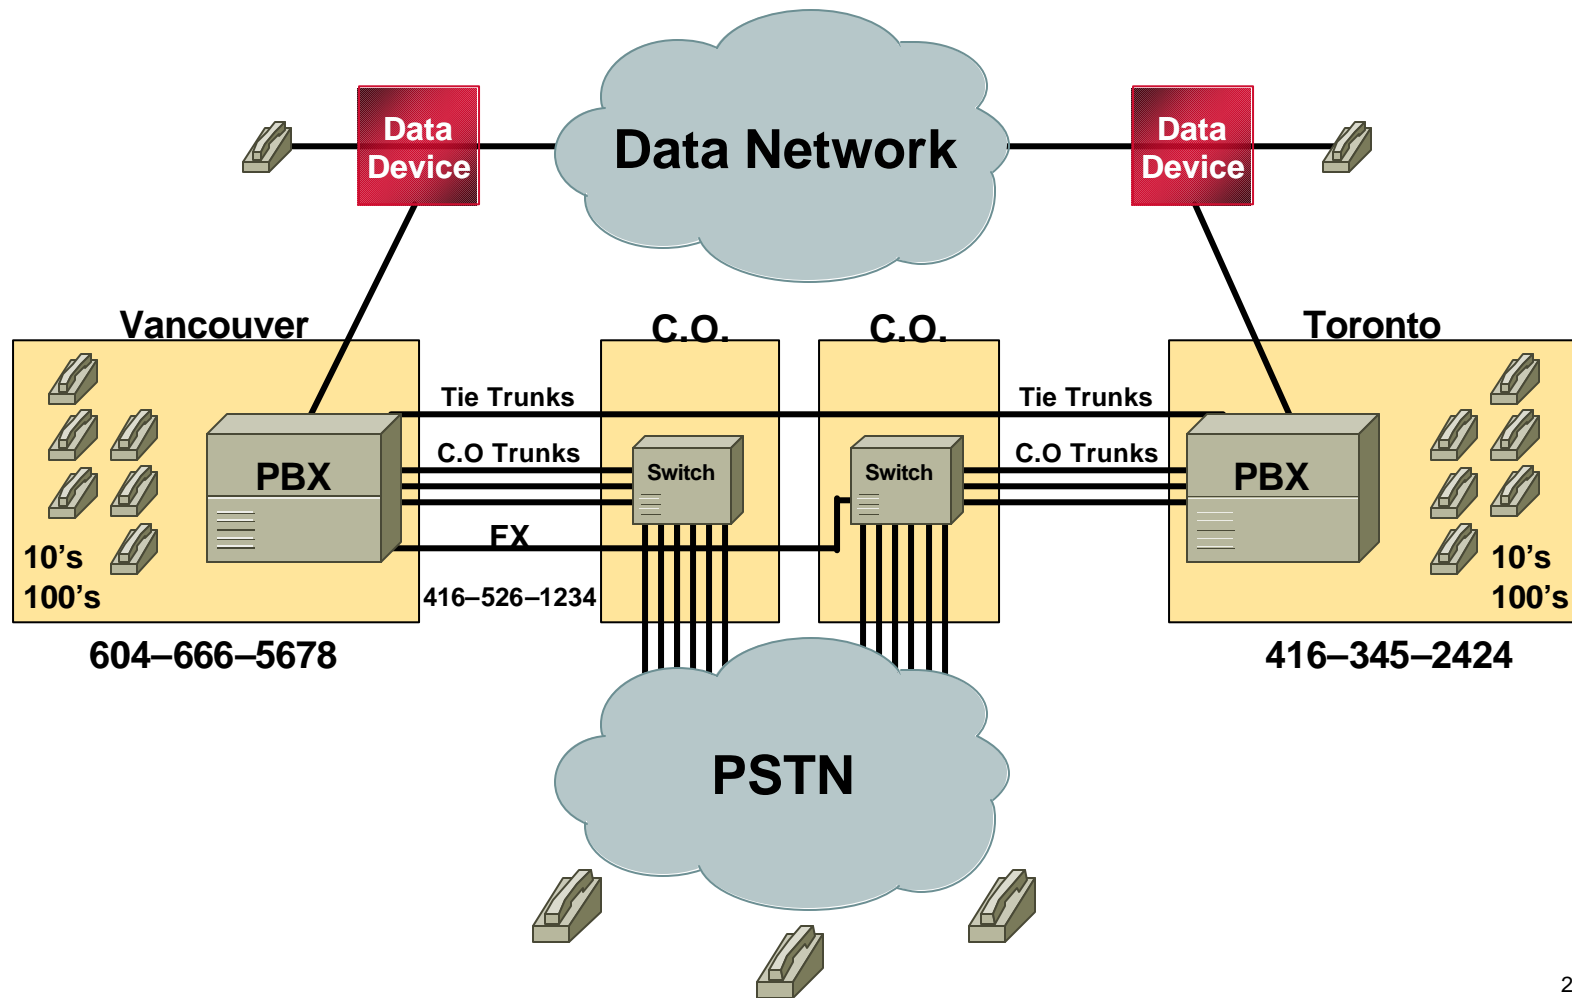 Data Device
Data Network
Data Device
Vancouver
C.O.
C.O.
Toronto
Tie Trunks
Tie Trunks
C.O Trunks
C.O Trunks
PBX
Switch
Switch
PBX
FX
10’s
100’s
416–526–1234
10’s
100’s
604–666–5678
416–345–2424
PSTN
2